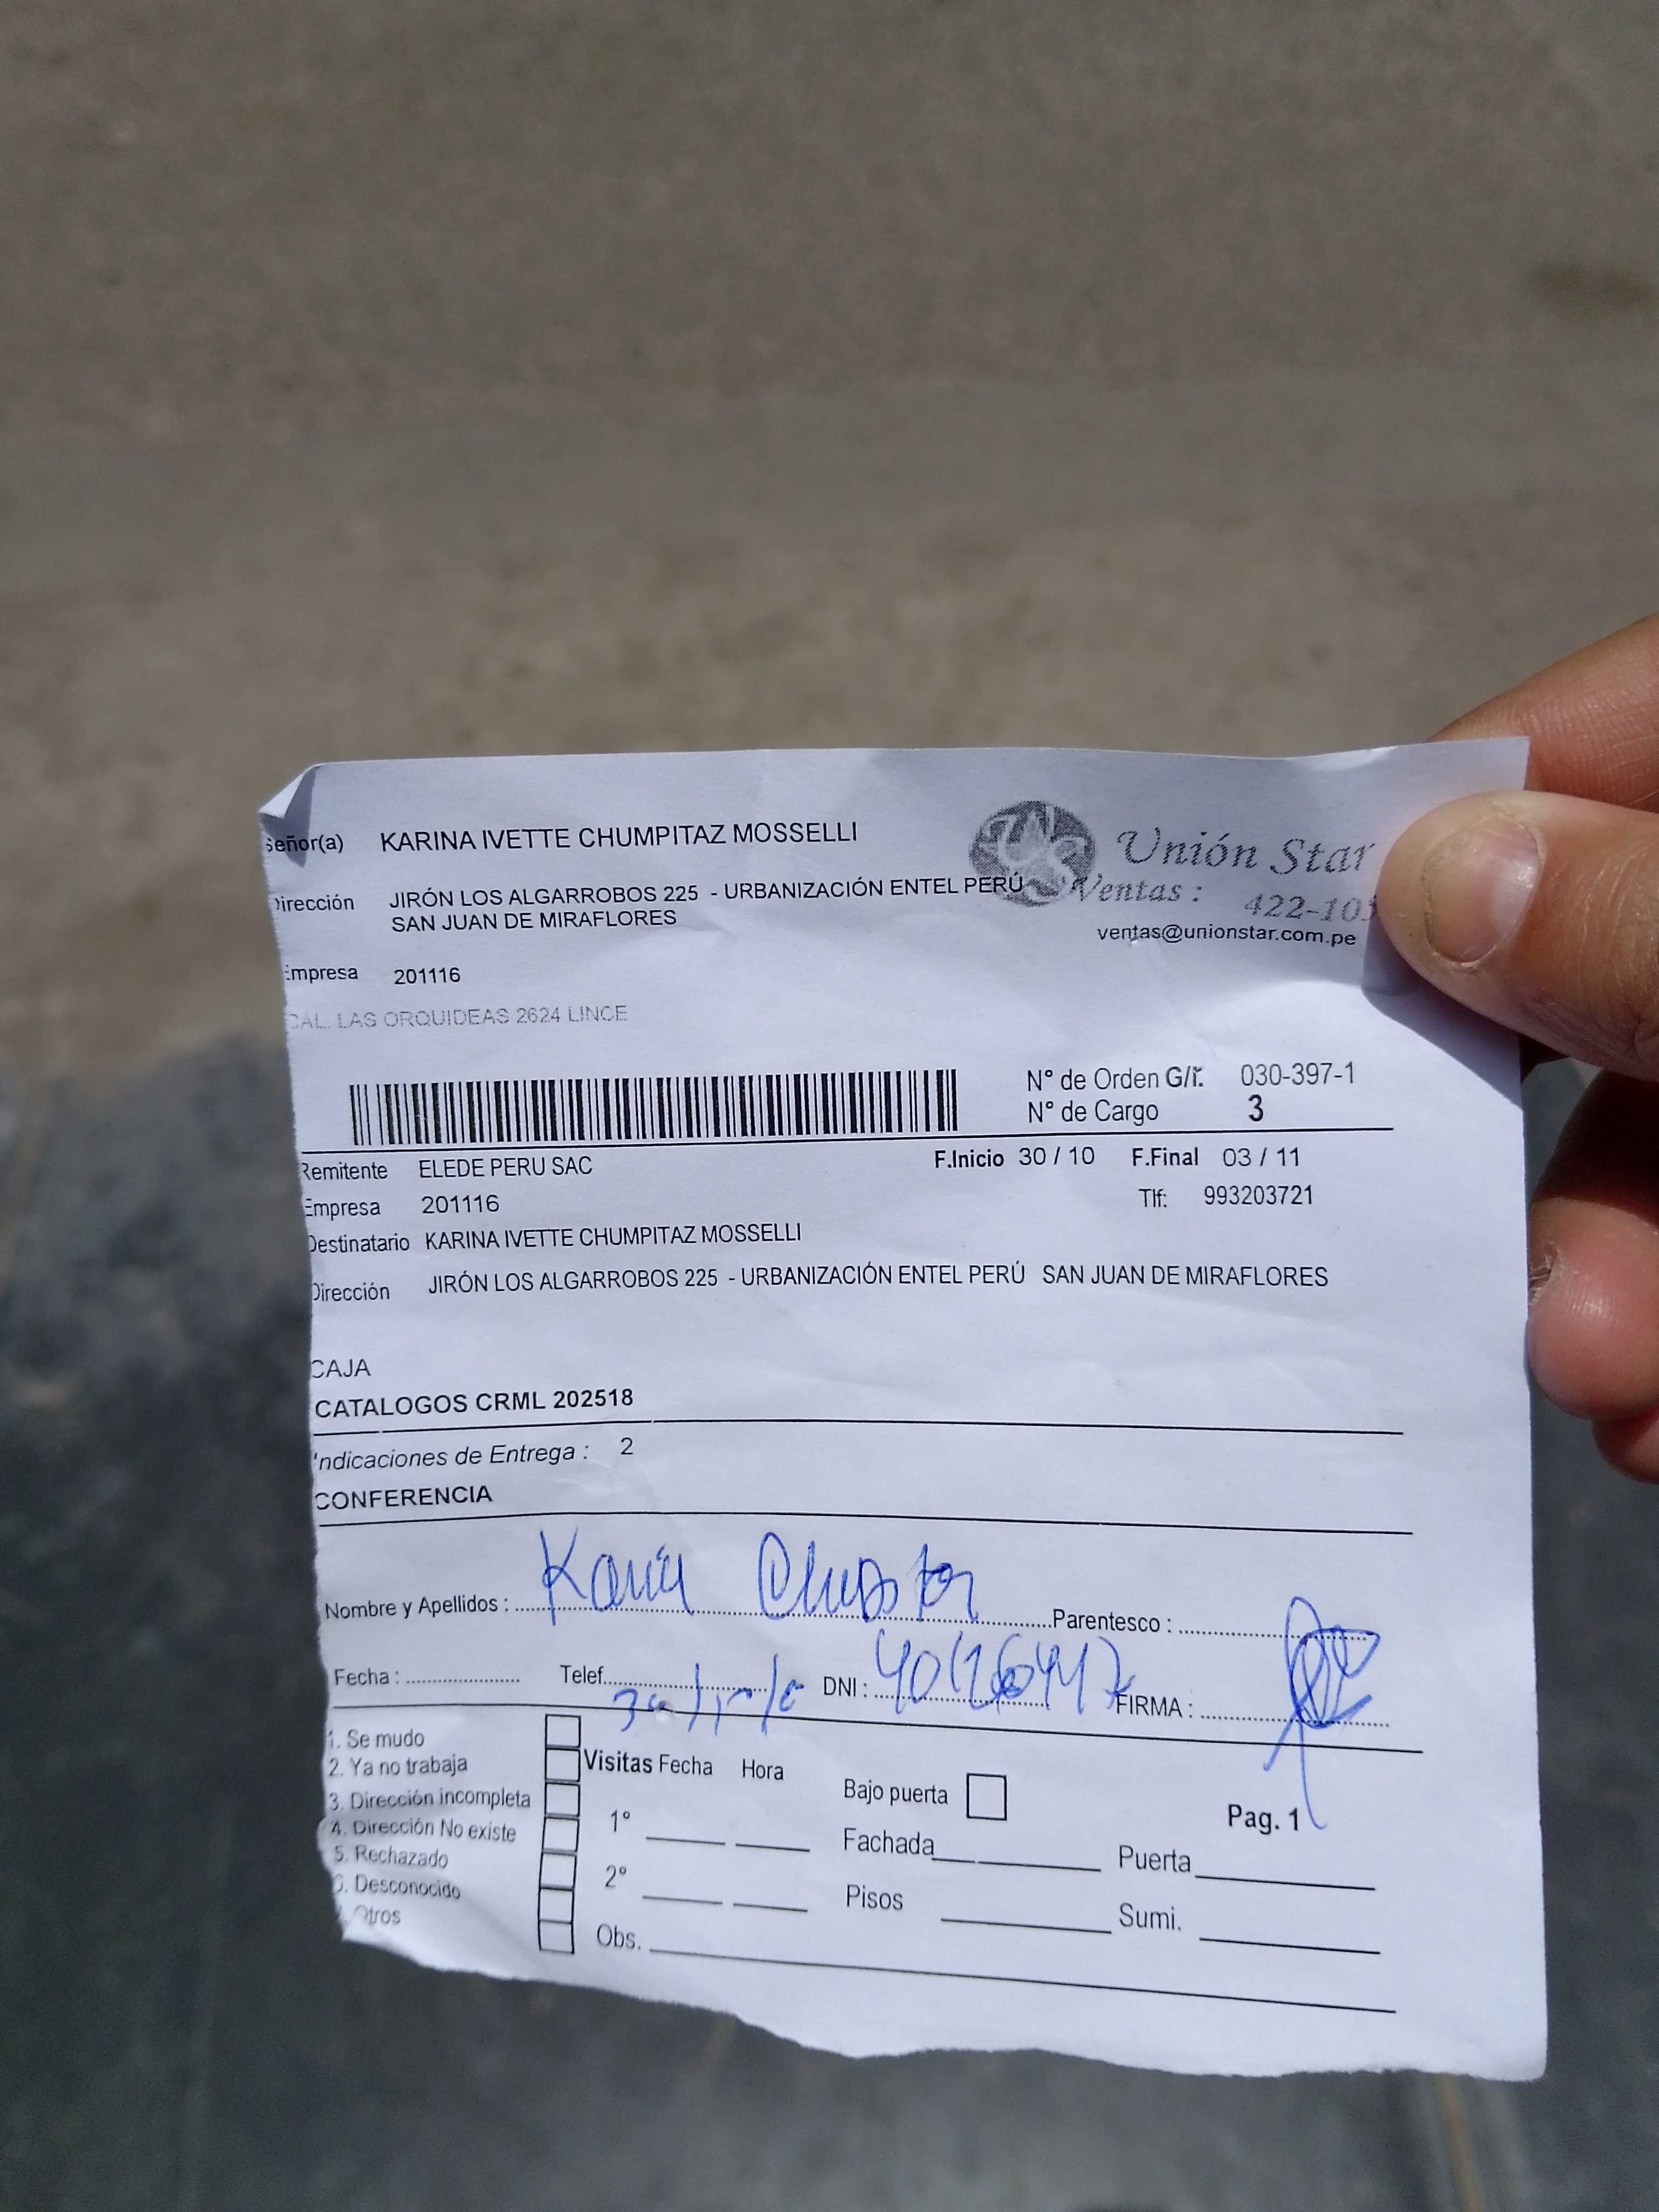 Señor(a) KARINA IVETTE CHUMPITAZ MOSSELLI
Unión Star
Dirección JIRÓN LOS ALGARROBOS 225 - URBANIZACIÓN ENTEL PERÚ
Ventas : 422-105
SAN JUAN DE MIRAFLORES
ventas@unionstar.com.pe
Empresa 201116
CAL. LAS ORQUIDEAS 2624 LINCE
N° de Orden G/r. 030-397-1
N° de Cargo 3
Remitente ELEDE PERU SAC F.Inicio 30 / 10 F.Final 03 / 11
Empresa 201116 Tlf: 993203721
Destinatario KARINA IVETTE CHUMPITAZ MOSSELLI
Dirección JIRÓN LOS ALGARROBOS 225 - URBANIZACIÓN ENTEL PERÚ SAN JUAN DE MIRAFLORES
CAJA
CATALOGOS CRML 202518
Indicaciones de Entrega : 2
CONFERENCIA
Nombre y Apellidos : Karina Parentesco :
Fecha : Telef. DNI : FIRMA :
1. Se mudo
2. Ya no trabaja
3. Dirección incompleta
4. Dirección No existe
5. Rechazado
6. Desconocido
Otros
Visitas Fecha Hora
1°
2°
Obs.
Bajo puerta
Fachada Puerta
Pisos Sumi.
Pag. 1